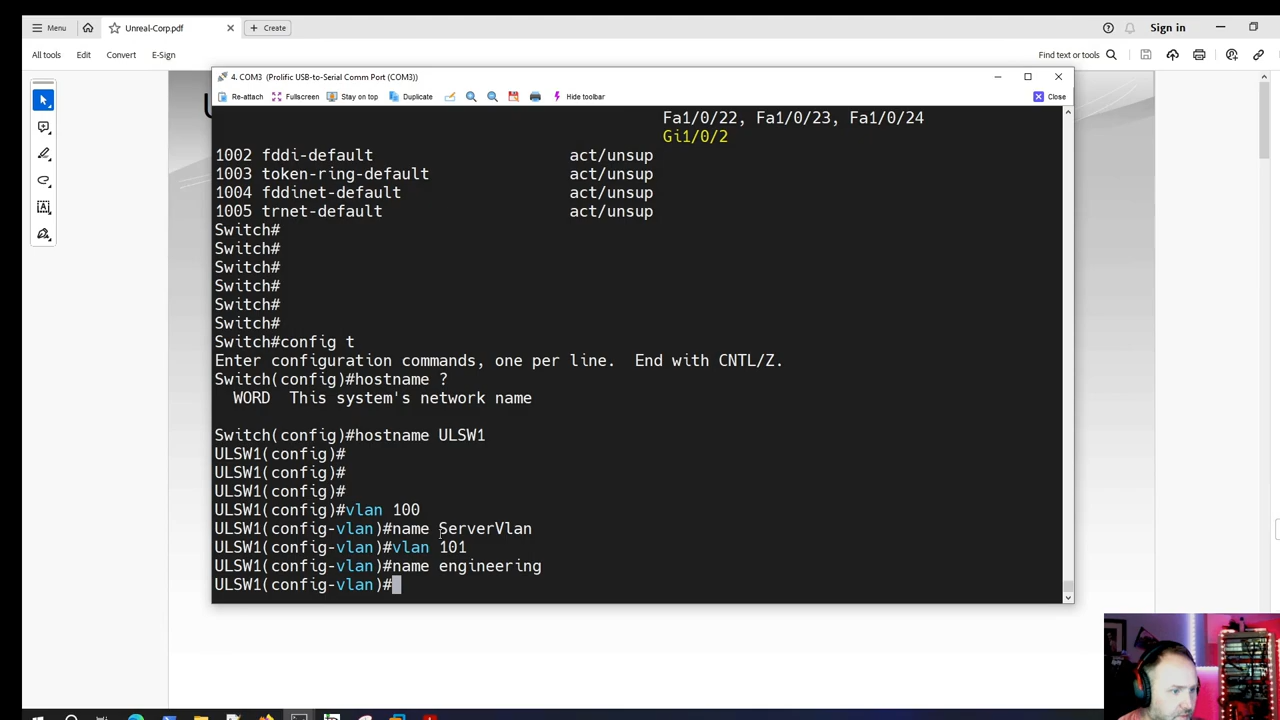 Menu
Unreal-Corp.pdf
Create
Sign in
All tools
Edit
Convert
E-Sign
Find text or tools
4. COM3 (Prolific USB-to-Serial Comm Port (COM3))
Re-attach
Fullscreen
Stay on top
Duplicate
Hide toolbar
Close
Fa1/0/22, Fa1/0/23, Fa1/0/24
Gi1/0/2
1002 fddi-default act/unsup
1003 token-ring-default act/unsup
1004 fddinet-default act/unsup
1005 trnet-default act/unsup
Switch#
Switch#
Switch#
Switch#
Switch#
Switch#
Switch#config t
Enter configuration commands, one per line. End with CNTL/Z.
Switch(config)#hostname ?
WORD This system's network name
Switch(config)#hostname ULSW1
ULSW1(config)#
ULSW1(config)#
ULSW1(config)#
ULSW1(config)#vlan 100
ULSW1(config-vlan)#name ServerVlan
ULSW1(config-vlan)#vlan 101
ULSW1(config-vlan)#name engineering
ULSW1(config-vlan)#